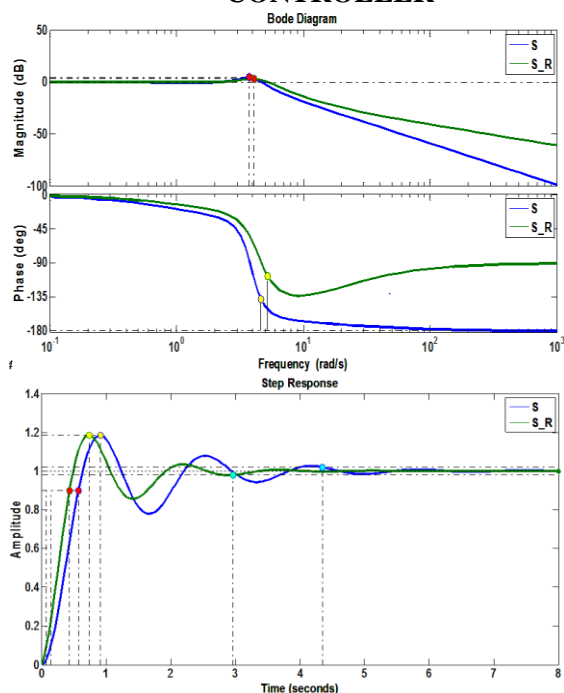 CONTROLLER
Bode Diagram
50
0
-50
-100
Magnitude (dB)
S
S_R
0
-45
-90
-135
-180
Phase (deg)
S
S_R
10^-1
10^0
10^1
10^2
10^3
Frequency (rad/s)
Step Response
1.4
1.2
1
0.8
0.6
0.4
0.2
0
Amplitude
S
S_R
0
1
2
3
4
5
6
7
8
Time (seconds)